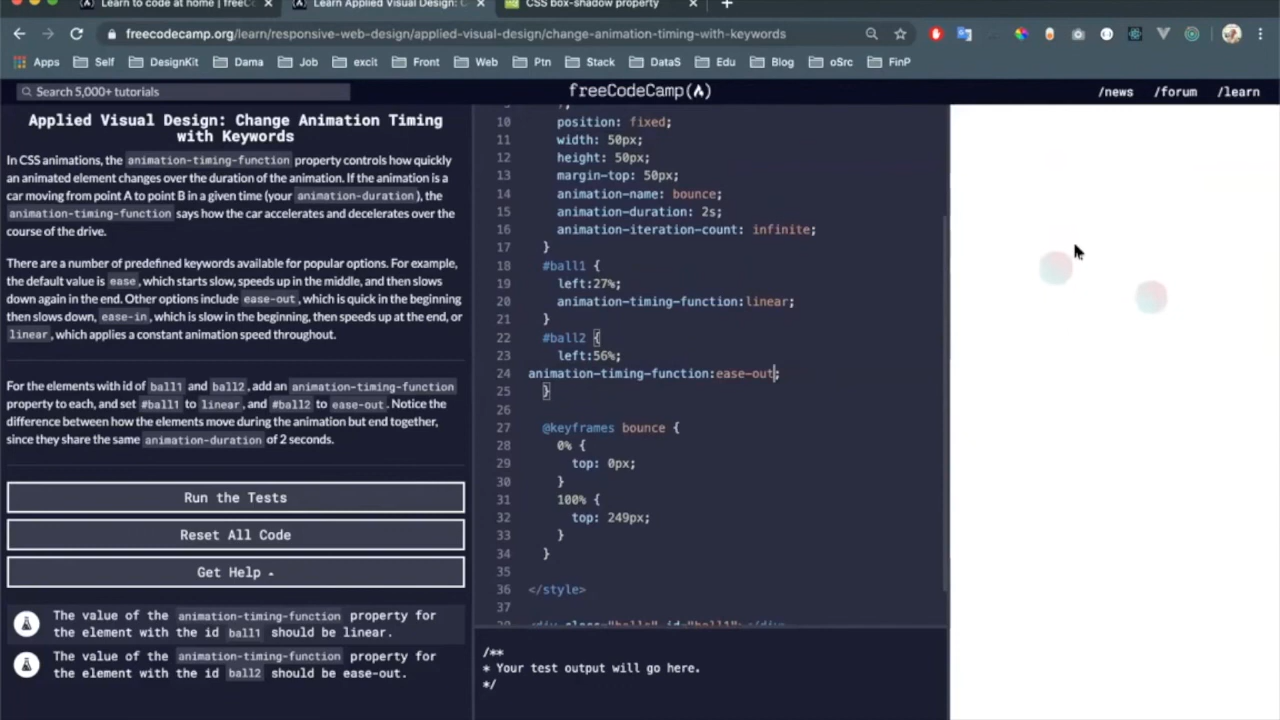 Learn to code at home | freeC
Learn Applied Visual Design: C
CSS box-shadow property
freecodecamp.org/learn/responsive-web-design/applied-visual-design/change-animation-timing-with-keywords
Apps Self DesignKit Dama Job excit Front Web Ptn Stack DataS Edu Blog oSrc FinP
Search 5,000+ tutorials
freeCodeCamp
/news /forum /learn
Applied Visual Design: Change Animation Timing
with Keywords
In CSS animations, the animation-timing-function property controls how quickly
an animated element changes over the duration of the animation. If the animation is a
car moving from point A to point B in a given time (your animation-duration), the
animation-timing-function says how the car accelerates and decelerates over the
course of the drive.
There are a number of predefined keywords available for popular options. For example,
the default value is ease, which starts slow, speeds up in the middle, and then slows
down again in the end. Other options include ease-out, which is quick in the beginning
then slows down, ease-in, which is slow in the beginning, then speeds up at the end, or
linear, which applies a constant animation speed throughout.
For the elements with id of ball1 and ball2, add an animation-timing-function
property to each, and set #ball1 to linear, and #ball2 to ease-out. Notice the
difference between how the elements move during the animation but end together,
since they share the same animation-duration of 2 seconds.
Run the Tests
Reset All Code
Get Help
The value of the animation-timing-function property for
the element with the id ball1 should be linear.
The value of the animation-timing-function property for
the element with the id ball2 should be ease-out.
10 position: fixed;
11 width: 50px;
12 height: 50px;
13 margin-top: 50px;
14 animation-name: bounce;
15 animation-duration: 2s;
16 animation-iteration-count: infinite;
17 }
18 #ball1 {
19 left:27%;
20 animation-timing-function:linear;
21 }
22 #ball2 {
23 left:56%;
24 animation-timing-function:ease-out;
25 }
26
27 @keyframes bounce {
28 0% {
29 top: 0px;
30 }
31 100% {
32 top: 249px;
33 }
34 }
35
36 </style>
37
38 <div class="balls" id="ball1"></div>
/**
* Your test output will go here.
*/